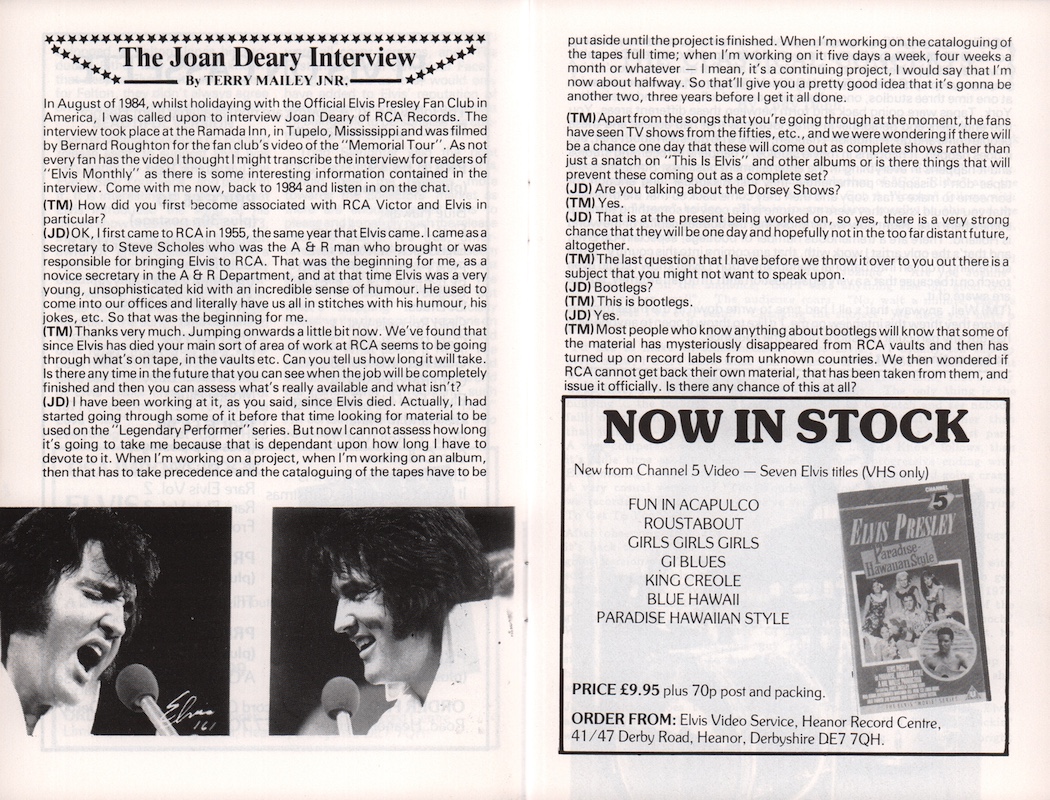 The Joan Deary Interview
By TERRY MAILEY JNR.
In August of 1984, whilst holidaying with the Official Elvis Presley Fan Club in
America, I was called upon to interview Joan Deary of RCA Records. The
interview took place at the Ramada Inn, in Tupelo, Mississippi and was filmed
by Bernard Roughton for the fan club's video of the "Memorial Tour". As not
every fan has the video I thought I might transcribe the interview for readers of
"Elvis Monthly" as there is some interesting information contained in the
interview. Come with me now, back to 1984 and listen in on the chat.
(TM) How did you first become associated with RCA Victor and Elvis in
particular?
(JD) OK, I first came to RCA in 1955, the same year that Elvis came. I came as a
secretary to Steve Scholes who was the A & R man who brought or was
responsible for bringing Elvis to RCA. That was the beginning for me, as a
novice secretary in the A & R Department, and at that time Elvis was a very
young, unsophisticated kid with an incredible sense of humour. He used to
come into our offices and literally have us all in stitches with his humour, his
jokes, etc. So that was the beginning for me.
(TM) Thanks very much. Jumping onwards a little bit now. We've found that
since Elvis has died your main sort of area of work at RCA seems to be going
through what's on tape, in the vaults etc. Can you tell us how long it will take.
Is there any time in the future that you can see when the job will be completely
finished and then you can assess what's really available and what isn't?
(JD) I have been working at it, as you said, since Elvis died. Actually, I had
started going through some of it before that time looking for material to be
used on the "Legendary Performer" series. But now I cannot assess how long
it's going to take me because that is dependant upon how long I have to
devote to it. When I'm working on a project, when I'm working on an album,
then that has to take precedence and the cataloguing of the tapes have to be
Elvis
161
put aside until the project is finished. When I'm working on the cataloguing of
the tapes full time; when I'm working on it five days a week, four weeks a
month or whatever — I mean, it's a continuing project, I would say that I'm
now about halfway. So that'll give you a pretty good idea that it's gonna be
another two, three years before I get it all done.
(TM) Apart from the songs that you're going through at the moment, the fans
have seen TV shows from the fifties, etc., and we were wondering if there will
be a chance one day that these will come out as complete shows rather than
just a snatch on "This Is Elvis" and other albums or is there things that will
prevent these coming out as a complete set?
(JD) Are you talking about the Dorsey Shows?
(TM) Yes.
(JD) That is at the present being worked on, so yes, there is a very strong
chance that they will be one day and hopefully not in the too far distant future,
altogether.
(TM) The last question that I have before we throw it over to you out there is a
subject that you might not want to speak upon.
(JD) Bootlegs?
(TM) This is bootlegs.
(JD) Yes.
(TM) Most people who know anything about bootlegs will know that some of
the material has mysteriously disappeared from RCA vaults and then has
turned up on record labels from unknown countries. We then wondered if
RCA cannot get back their own material, that has been taken from them, and
issue it officially. Is there any chance of this at all?
NOW IN STOCK
New from Channel 5 Video — Seven Elvis titles (VHS only)
FUN IN ACAPULCO
ROUSTABOUT
GIRLS GIRLS GIRLS
GI BLUES
KING CREOLE
BLUE HAWAII
PARADISE HAWAIIAN STYLE
CHANNEL 5
ELVIS PRESLEY
Paradise-
Hawaiian Style
PRICE £9.95 plus 70p post and packing.
ORDER FROM: Elvis Video Service, Heanor Record Centre,
41/47 Derby Road, Heanor, Derbyshire DE7 7QH.